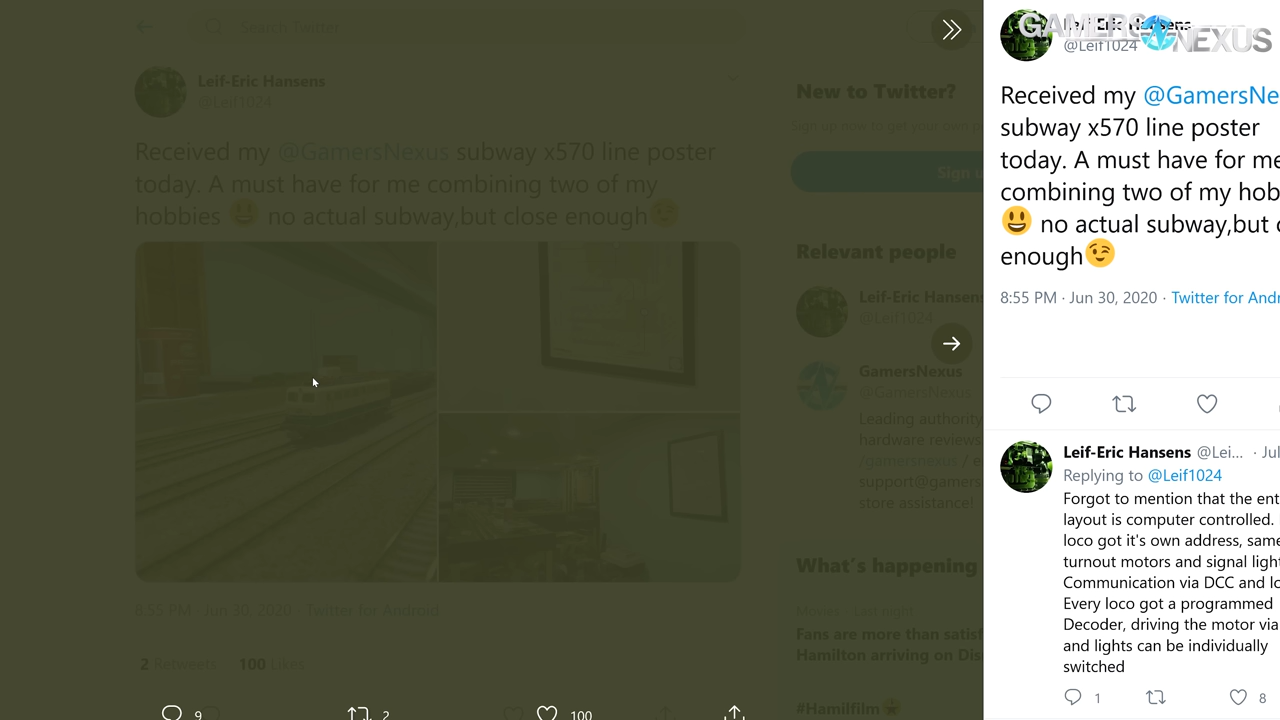 Search Twitter
Leif-Eric Hansens
@Leif1024
Received my @GamersNexus subway x570 line poster
today. A must have for me combining two of my
hobbies 😃 no actual subway,but close enough😉
8:55 PM · Jun 30, 2020 · Twitter for Android
2 Retweets 100 Likes
9 2 100
New to Twitter?
Sign up now to get your own p
Sign u
Relevant people
Leif-Eric Hansens
@Leif1024
GamersNexus
@GamersNexus
Leading authority
hardware reviews
/gamersnexus / e
support@gamers
store assistance!
What's happening
Fans are more than satisf
Hamilton arriving on Dis
#Hamilfilm
GAMERS NEXUS
Leif-Eric Hansens
@Leif1024
Received my @GamersNe
subway x570 line poster
today. A must have for me
combining two of my hob
😃 no actual subway,but c
enough😉
8:55 PM · Jun 30, 2020 · Twitter for Andr
Leif-Eric Hansens @Lei... · Jul
Replying to @Leif1024
Forgot to mention that the ent
layout is computer controlled.
loco got it's own address, same
turnout motors and signal light
Communication via DCC and lo
Every loco got a programmed
Decoder, driving the motor via
and lights can be individually
switched
1 8